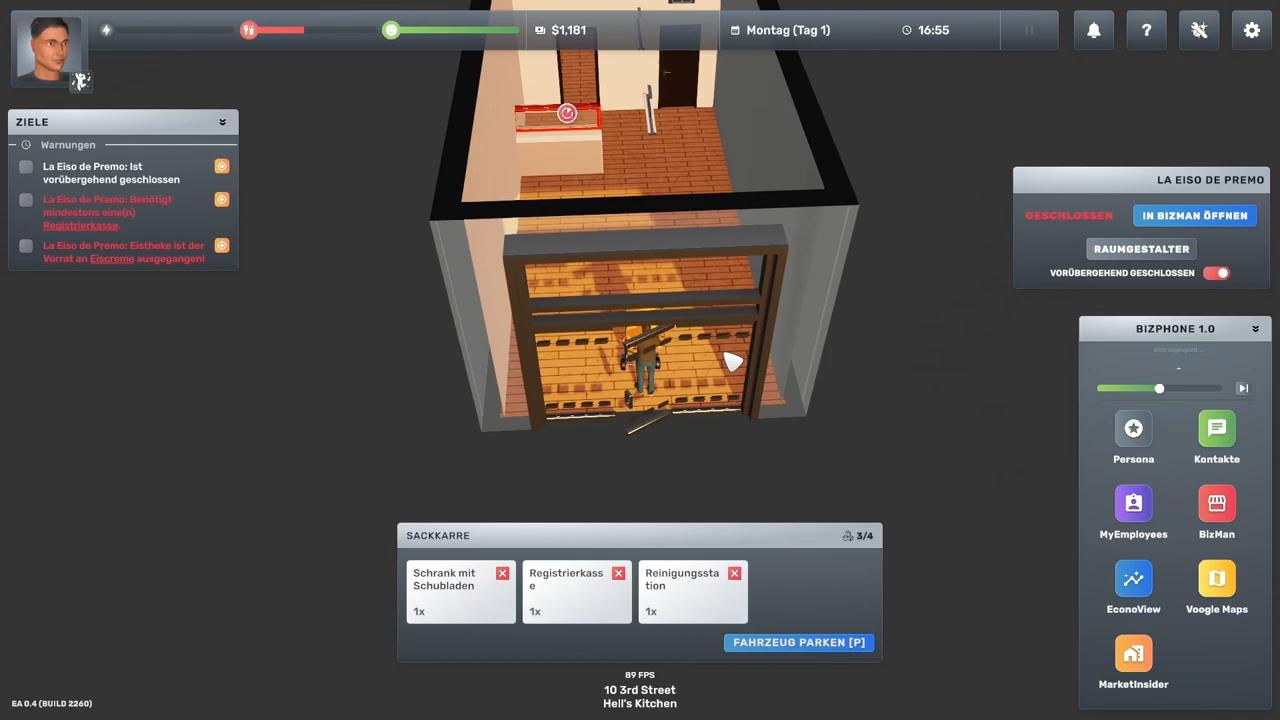 $1,181
Montag (Tag 1)
16:55
ZIELE
Warnungen
La Eiso de Premo: Ist
vorübergehend geschlossen
La Eiso de Premo: Benötigt
mindestens eine(n)
Registrierkasse.
La Eiso de Premo: Eistheke ist der
Vorrat an Eiscreme ausgegangen!
LA EISO DE PREMO
GESCHLOSSEN
IN BIZMAN ÖFFNEN
RAUMGESTALTER
VORÜBERGEHEND GESCHLOSSEN
BIZPHONE 1.0
-
Persona
Kontakte
MyEmployees
BizMan
EconoView
Voogle Maps
MarketInsider
SACKKARRE
3/4
Schrank mit
Schubladen
1x
Registrierkass
e
1x
Reinigungssta
tion
1x
FAHRZEUG PARKEN [P]
89 FPS
10 3rd Street
Hell's Kitchen
EA 0.4 (BUILD 2260)